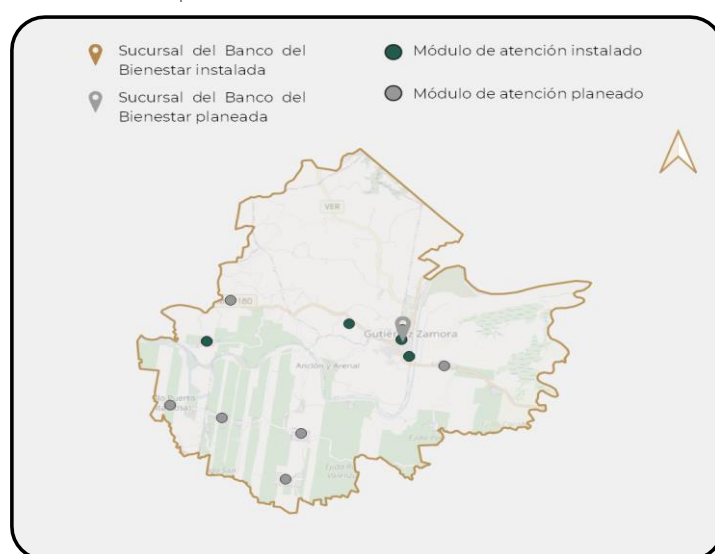 Sucursal del Banco del
Bienestar instalada
Sucursal del Banco del
Bienestar planeada
Módulo de atención instalado
Módulo de atención planeado
VER
180
Gutiérrez Zamora
Anclón y Arenal